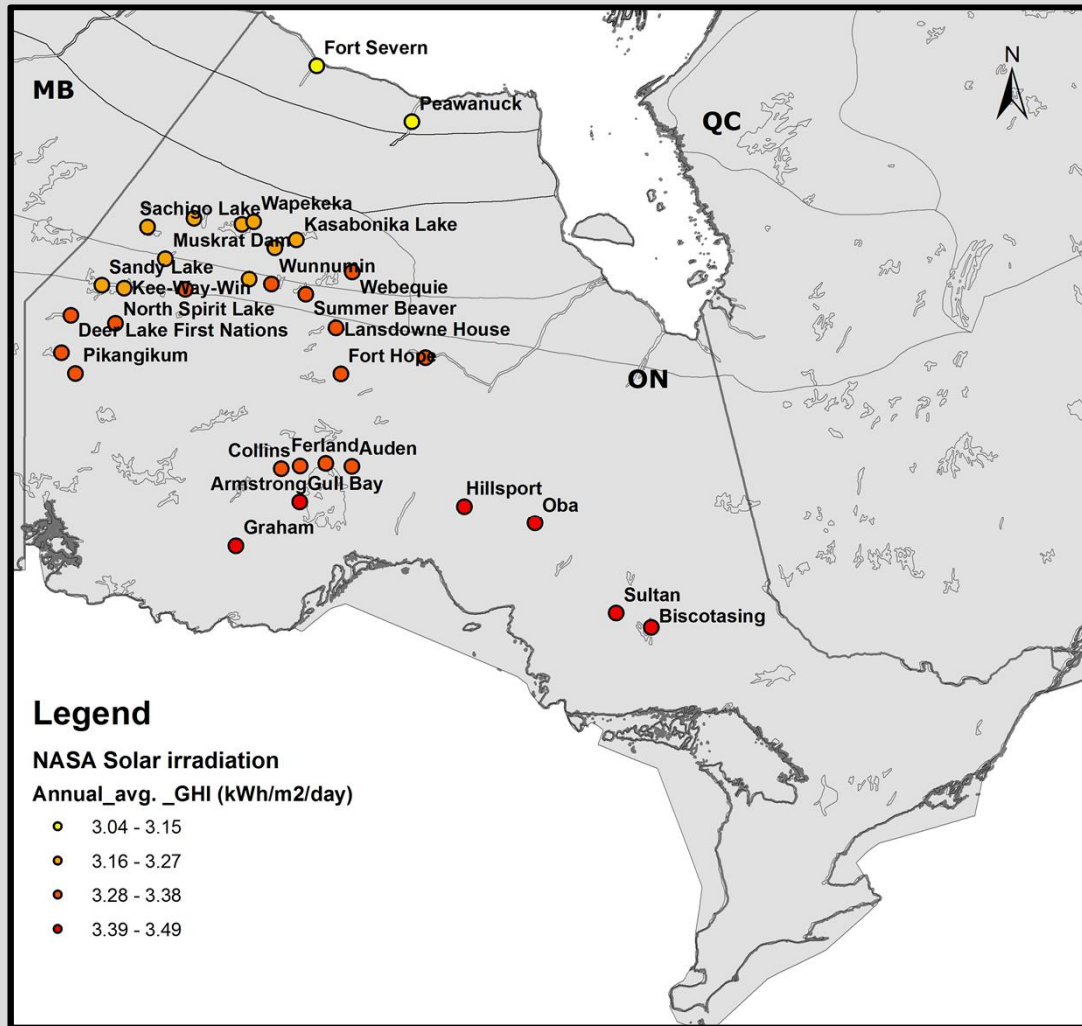 Fort Severn
N
MB
Peawanuck
QC
Wapekeka
Sachigo Lake
Kasabonika Lake
Muskrat Dam
Sandy Lake
Wunnumin
Kee-Way-Win
Webequie
North Spirit Lake
Summer Beaver
Deer Lake First Nations
Lansdowne House
Pikangikum
Fort Hope
ON
Collins
Ferland
Auden
Armstrong
Gull Bay
Hillsport
Oba
Graham
Sultan
Biscotasing
Legend
NASA Solar irradiation
Annual_avg. _GHI (kWh/m2/day)
3.04 - 3.15
3.16 - 3.27
3.28 - 3.38
3.39 - 3.49